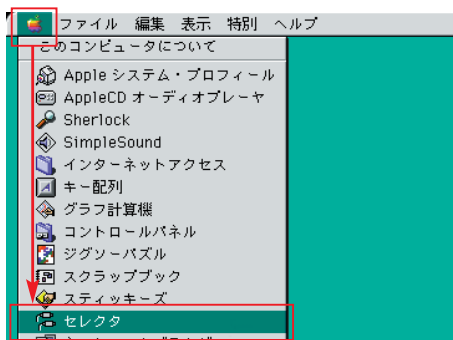 ファイル 編集 表示 特別 ヘルプ
このコンピュータについて
Apple システム・プロフィール
AppleCD オーディオプレーヤ
Sherlock
SimpleSound
インターネットアクセス
キー配列
グラフ計算機
コントロールパネル
ジグソーパズル
スクラップブック
スティッキーズ
セレクタ